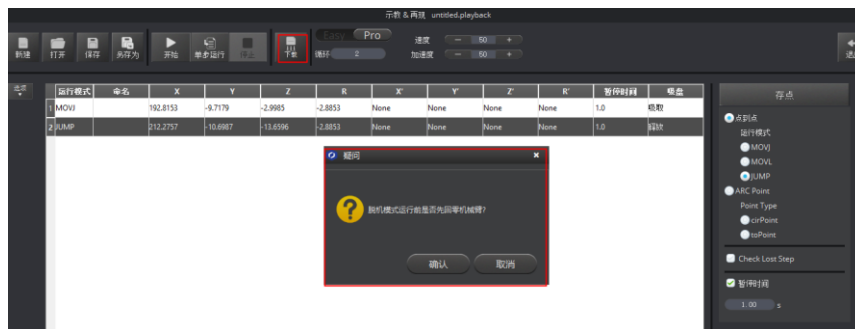 示教 & 再现 untitled.playback
Easy Pro
新建 打开 保存 另存为 开始 单步运行 停止 下载
循环 2
速度 — 50 +
加速度 — 50 +
选项
运行模式 命名 X Y Z R X' Y' Z' R' 暂停时间 吸盘
1 MOVJ 192.8153 -9.7179 -2.9985 -2.8853 None None None None 1.0 吸取
2 JUMP 212.2757 -10.6987 -13.6596 -2.8853 None None None None 1.0 解放
疑问
脱机模式运行前是否先回零机械臂?
确认 取消
存点
点到点
运行模式
MOVJ
MOVL
JUMP
ARC Point
Point Type
cirPoint
toPoint
Check Lost Step
暂停时间
1.00 s